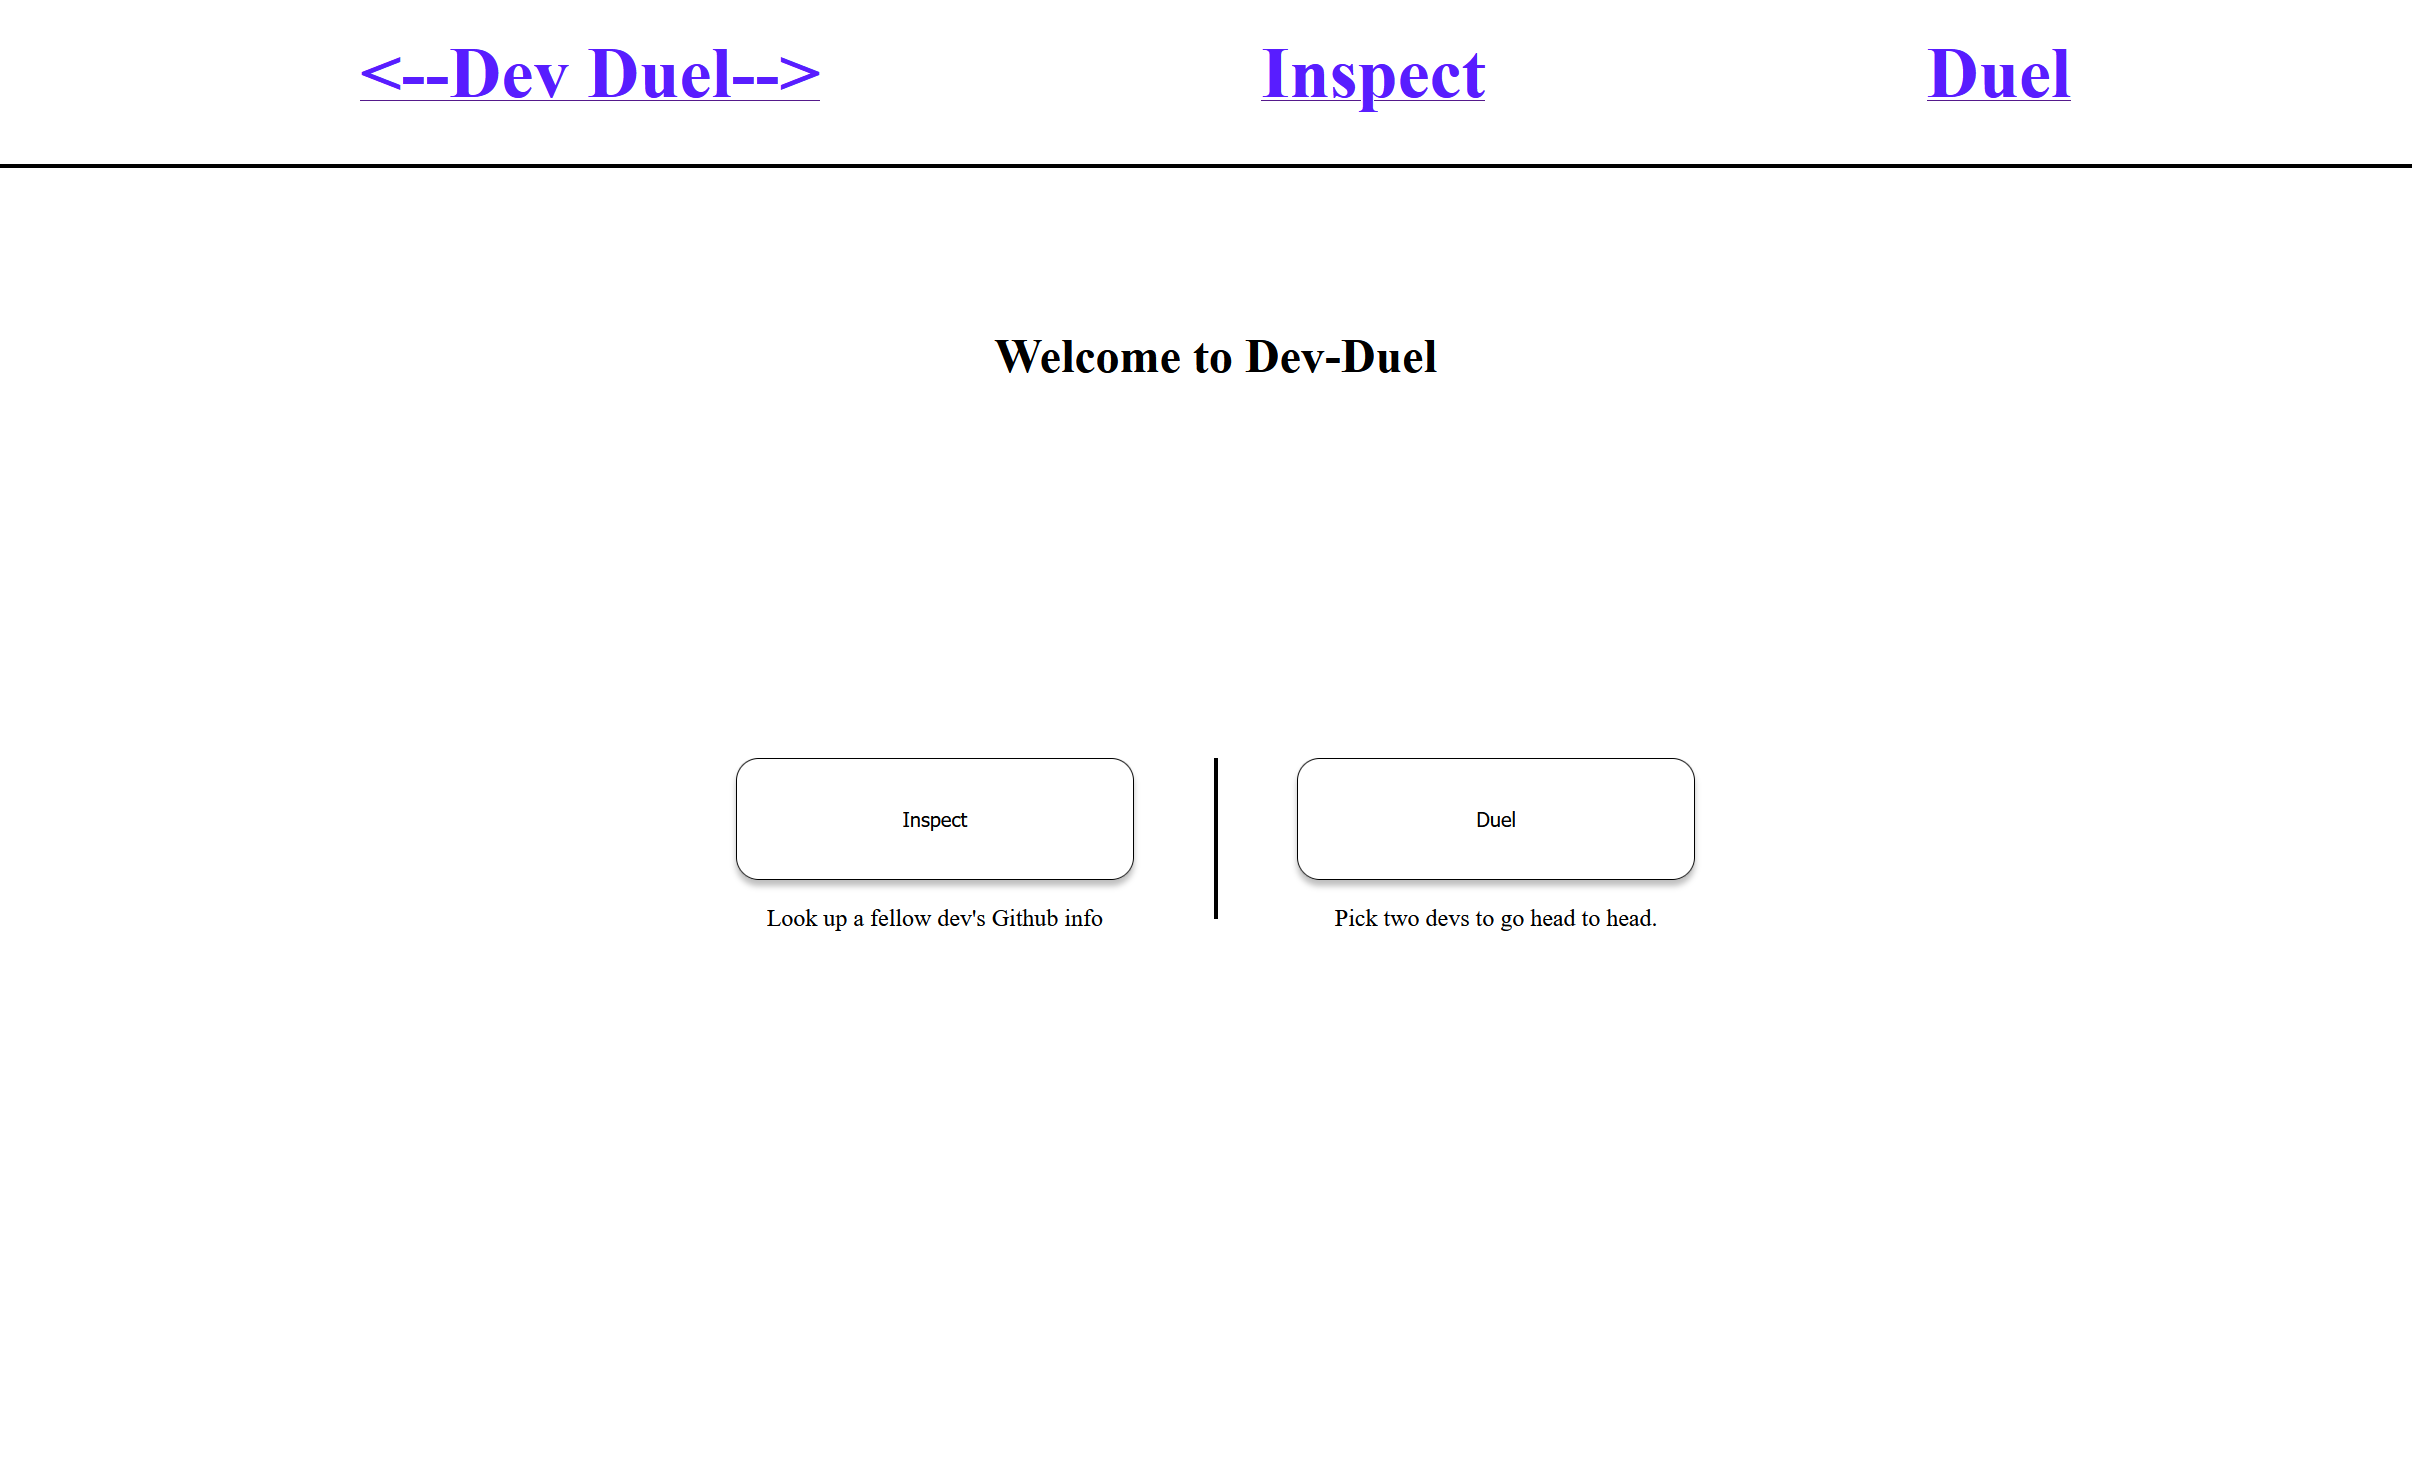 <--Dev Duel--> Inspect Duel
Welcome to Dev-Duel
Inspect Duel
Look up a fellow dev's Github info Pick two devs to go head to head.